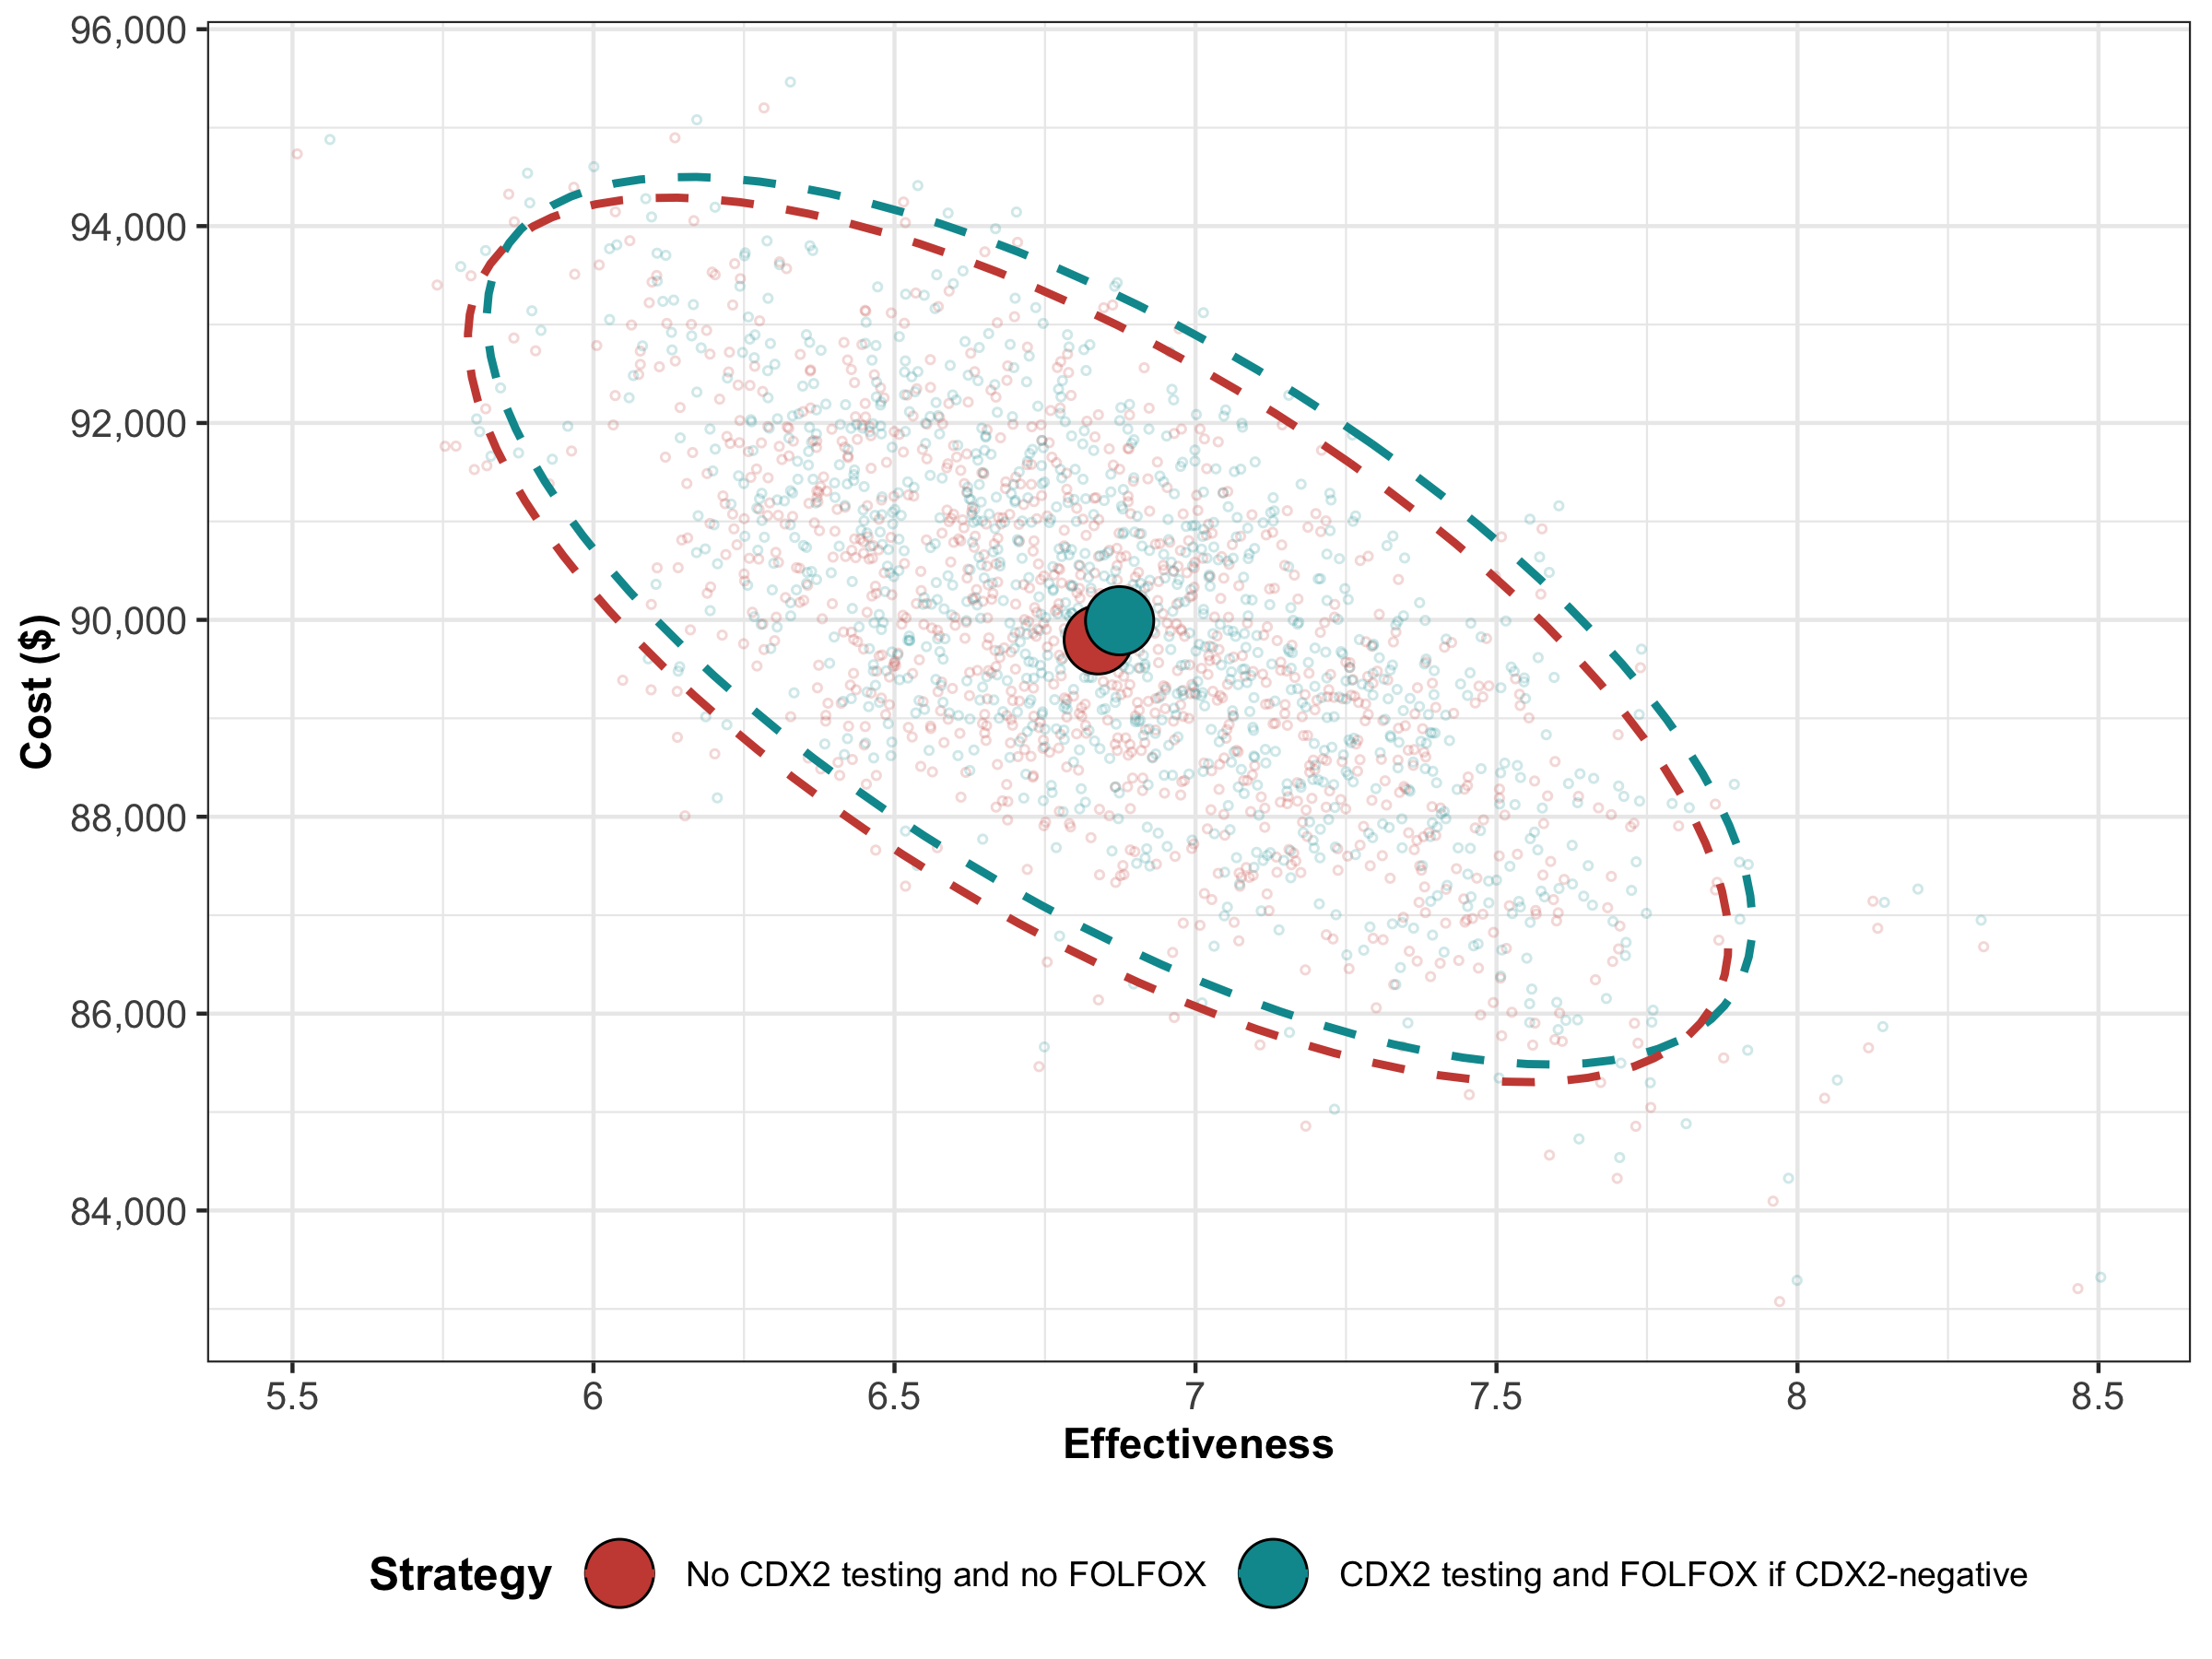 96,000
94,000
92,000
90,000
88,000
86,000
84,000
Cost ($)
5.5 6 6.5 7 7.5 8 8.5
Effectiveness
Strategy No CDX2 testing and no FOLFOX CDX2 testing and FOLFOX if CDX2-negative